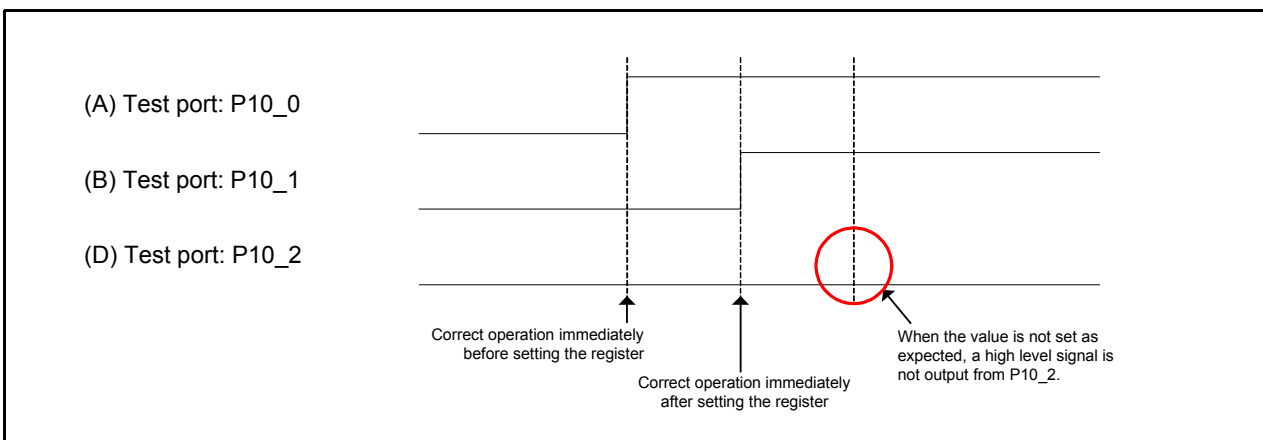 (A) Test port: P10_0
(B) Test port: P10_1
(D) Test port: P10_2
Correct operation immediately
before setting the register
Correct operation immediately
after setting the register
When the value is not set as
expected, a high level signal is
not output from P10_2.